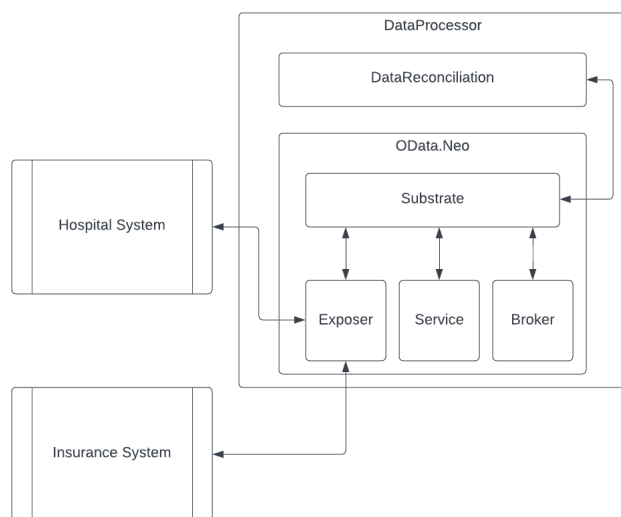 DataProcessor
DataReconciliation
OData.Neo
Substrate
Hospital System
Exposer
Service
Broker
Insurance System